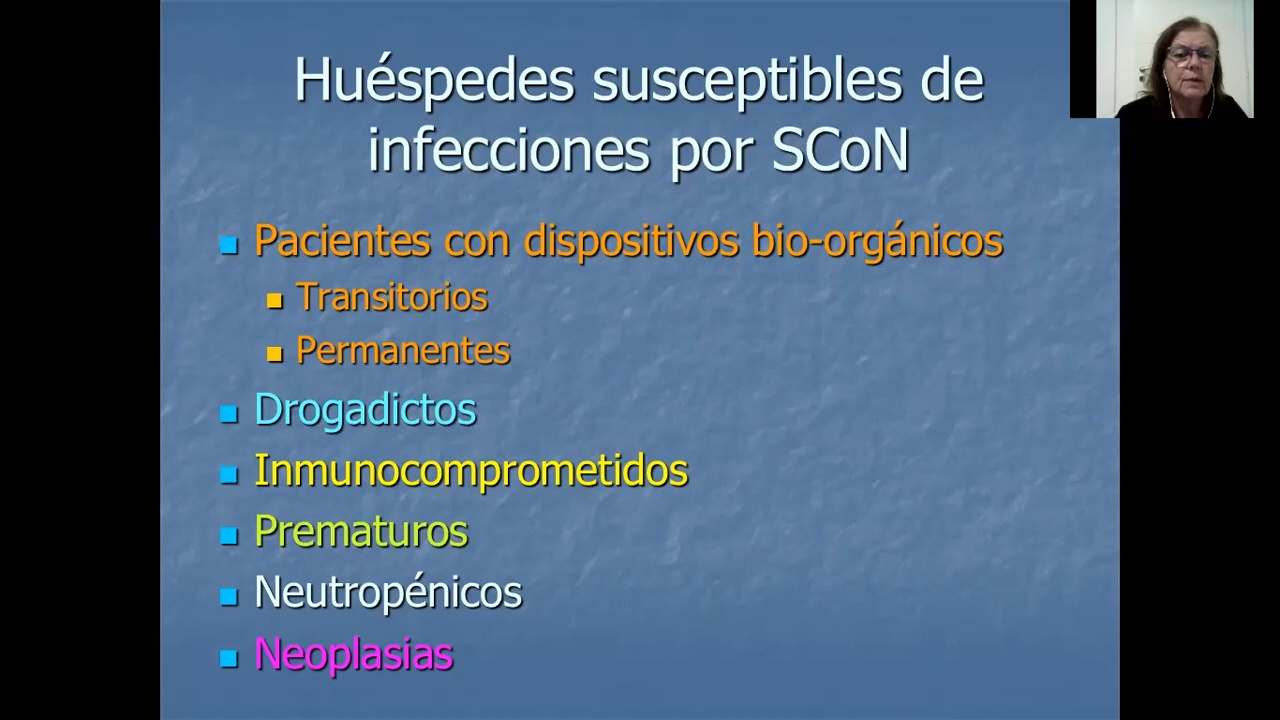 Huéspedes susceptibles de
infecciones por SCoN
Pacientes con dispositivos bio-orgánicos
Transitorios
Permanentes
Drogadictos
Inmunocomprometidos
Prematuros
Neutropénicos
Neoplasias